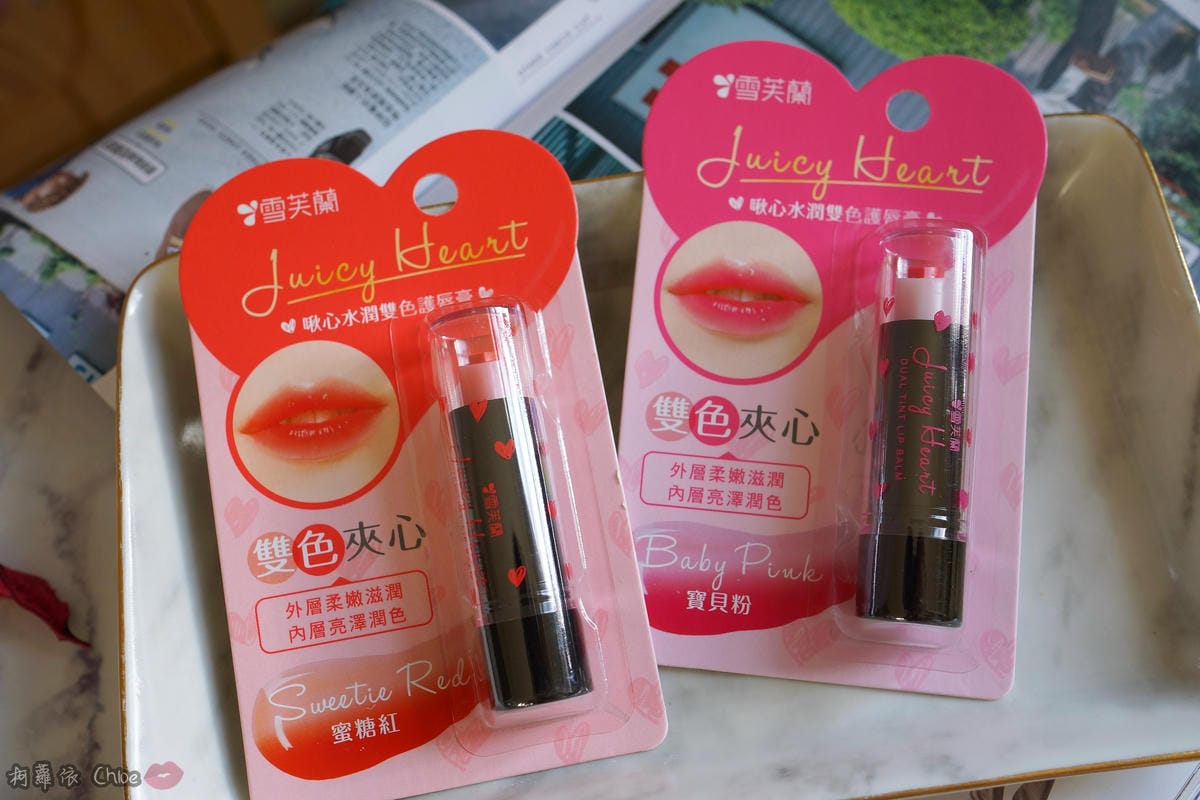 雪芙蘭
Juicy Heart
啾心水潤雙色護唇膏
雙色夾心
外層柔嫩滋潤
內層亮澤潤色
Sweetie Red
蜜糖紅
雪芙蘭
雪芙蘭
Juicy Heart
啾心水潤雙色護唇膏
雙色夾心
外層柔嫩滋潤
內層亮澤潤色
Baby Pink
寶貝粉
雪芙蘭
Juicy Heart
DUAL TINT LIP BALM
柯蘿依 Chloe